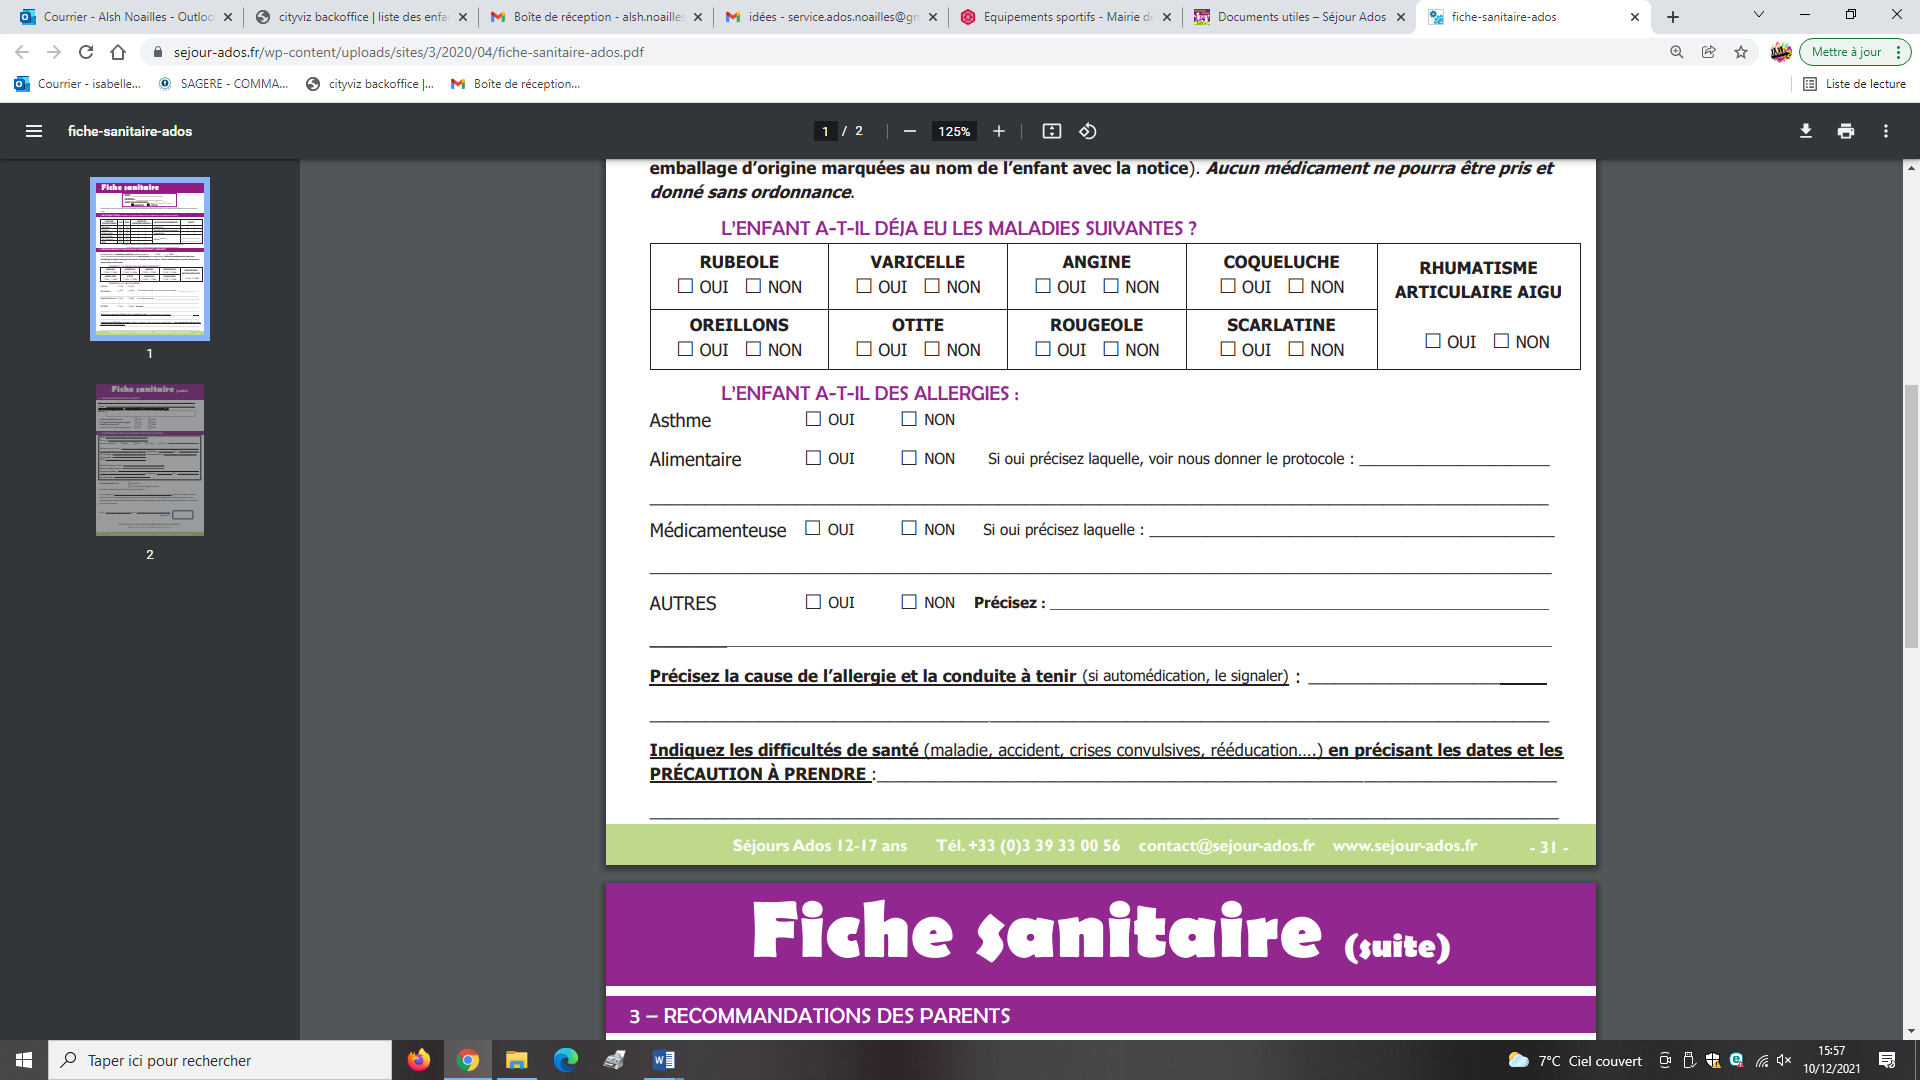 Courrier - Alsh Noailles - Outloo
cityviz backoffice | liste des enfa
Boîte de réception - alsh.noailles
idées - service.ados.noailles@gm
Equipements sportifs - Mairie de
Documents utiles – Séjour Ados
fiche-sanitaire-ados
sejour-ados.fr/wp-content/uploads/sites/3/2020/04/fiche-sanitaire-ados.pdf
Mettre à jour
Courrier - isabelle...
SAGERE - COMMA...
cityviz backoffice |...
Boîte de réception...
Liste de lecture
fiche-sanitaire-ados
1 / 2
125%
Fiche sanitaire
1
Fiche sanitaire (suite)
2
emballage d'origine marquées au nom de l'enfant avec la notice). Aucun médicament ne pourra être pris et
donné sans ordonnance.
L'ENFANT A-T-IL DÉJA EU LES MALADIES SUIVANTES ?
RUBEOLE VARICELLE ANGINE COQUELUCHE
☐ OUI ☐ NON ☐ OUI ☐ NON ☐ OUI ☐ NON ☐ OUI ☐ NON
OREILLONS OTITE ROUGEOLE SCARLATINE
☐ OUI ☐ NON ☐ OUI ☐ NON ☐ OUI ☐ NON ☐ OUI ☐ NON
RHUMATISME
ARTICULAIRE AIGU
☐ OUI ☐ NON
L'ENFANT A-T-IL DES ALLERGIES :
Asthme ☐ OUI ☐ NON
Alimentaire ☐ OUI ☐ NON Si oui précisez laquelle, voir nous donner le protocole :
Médicamenteuse ☐ OUI ☐ NON Si oui précisez laquelle :
AUTRES ☐ OUI ☐ NON Précisez :
Précisez la cause de l'allergie et la conduite à tenir (si automédication, le signaler) :
Indiquez les difficultés de santé (maladie, accident, crises convulsives, rééducation….) en précisant les dates et les
PRÉCAUTION À PRENDRE :
Séjours Ados 12-17 ans Tél. +33 (0)3 39 33 00 56 contact@sejour-ados.fr www.sejour-ados.fr - 31 -
Fiche sanitaire (suite)
3 – RECOMMANDATIONS DES PARENTS
Taper ici pour rechercher
7°C Ciel couvert
15:57
10/12/2021